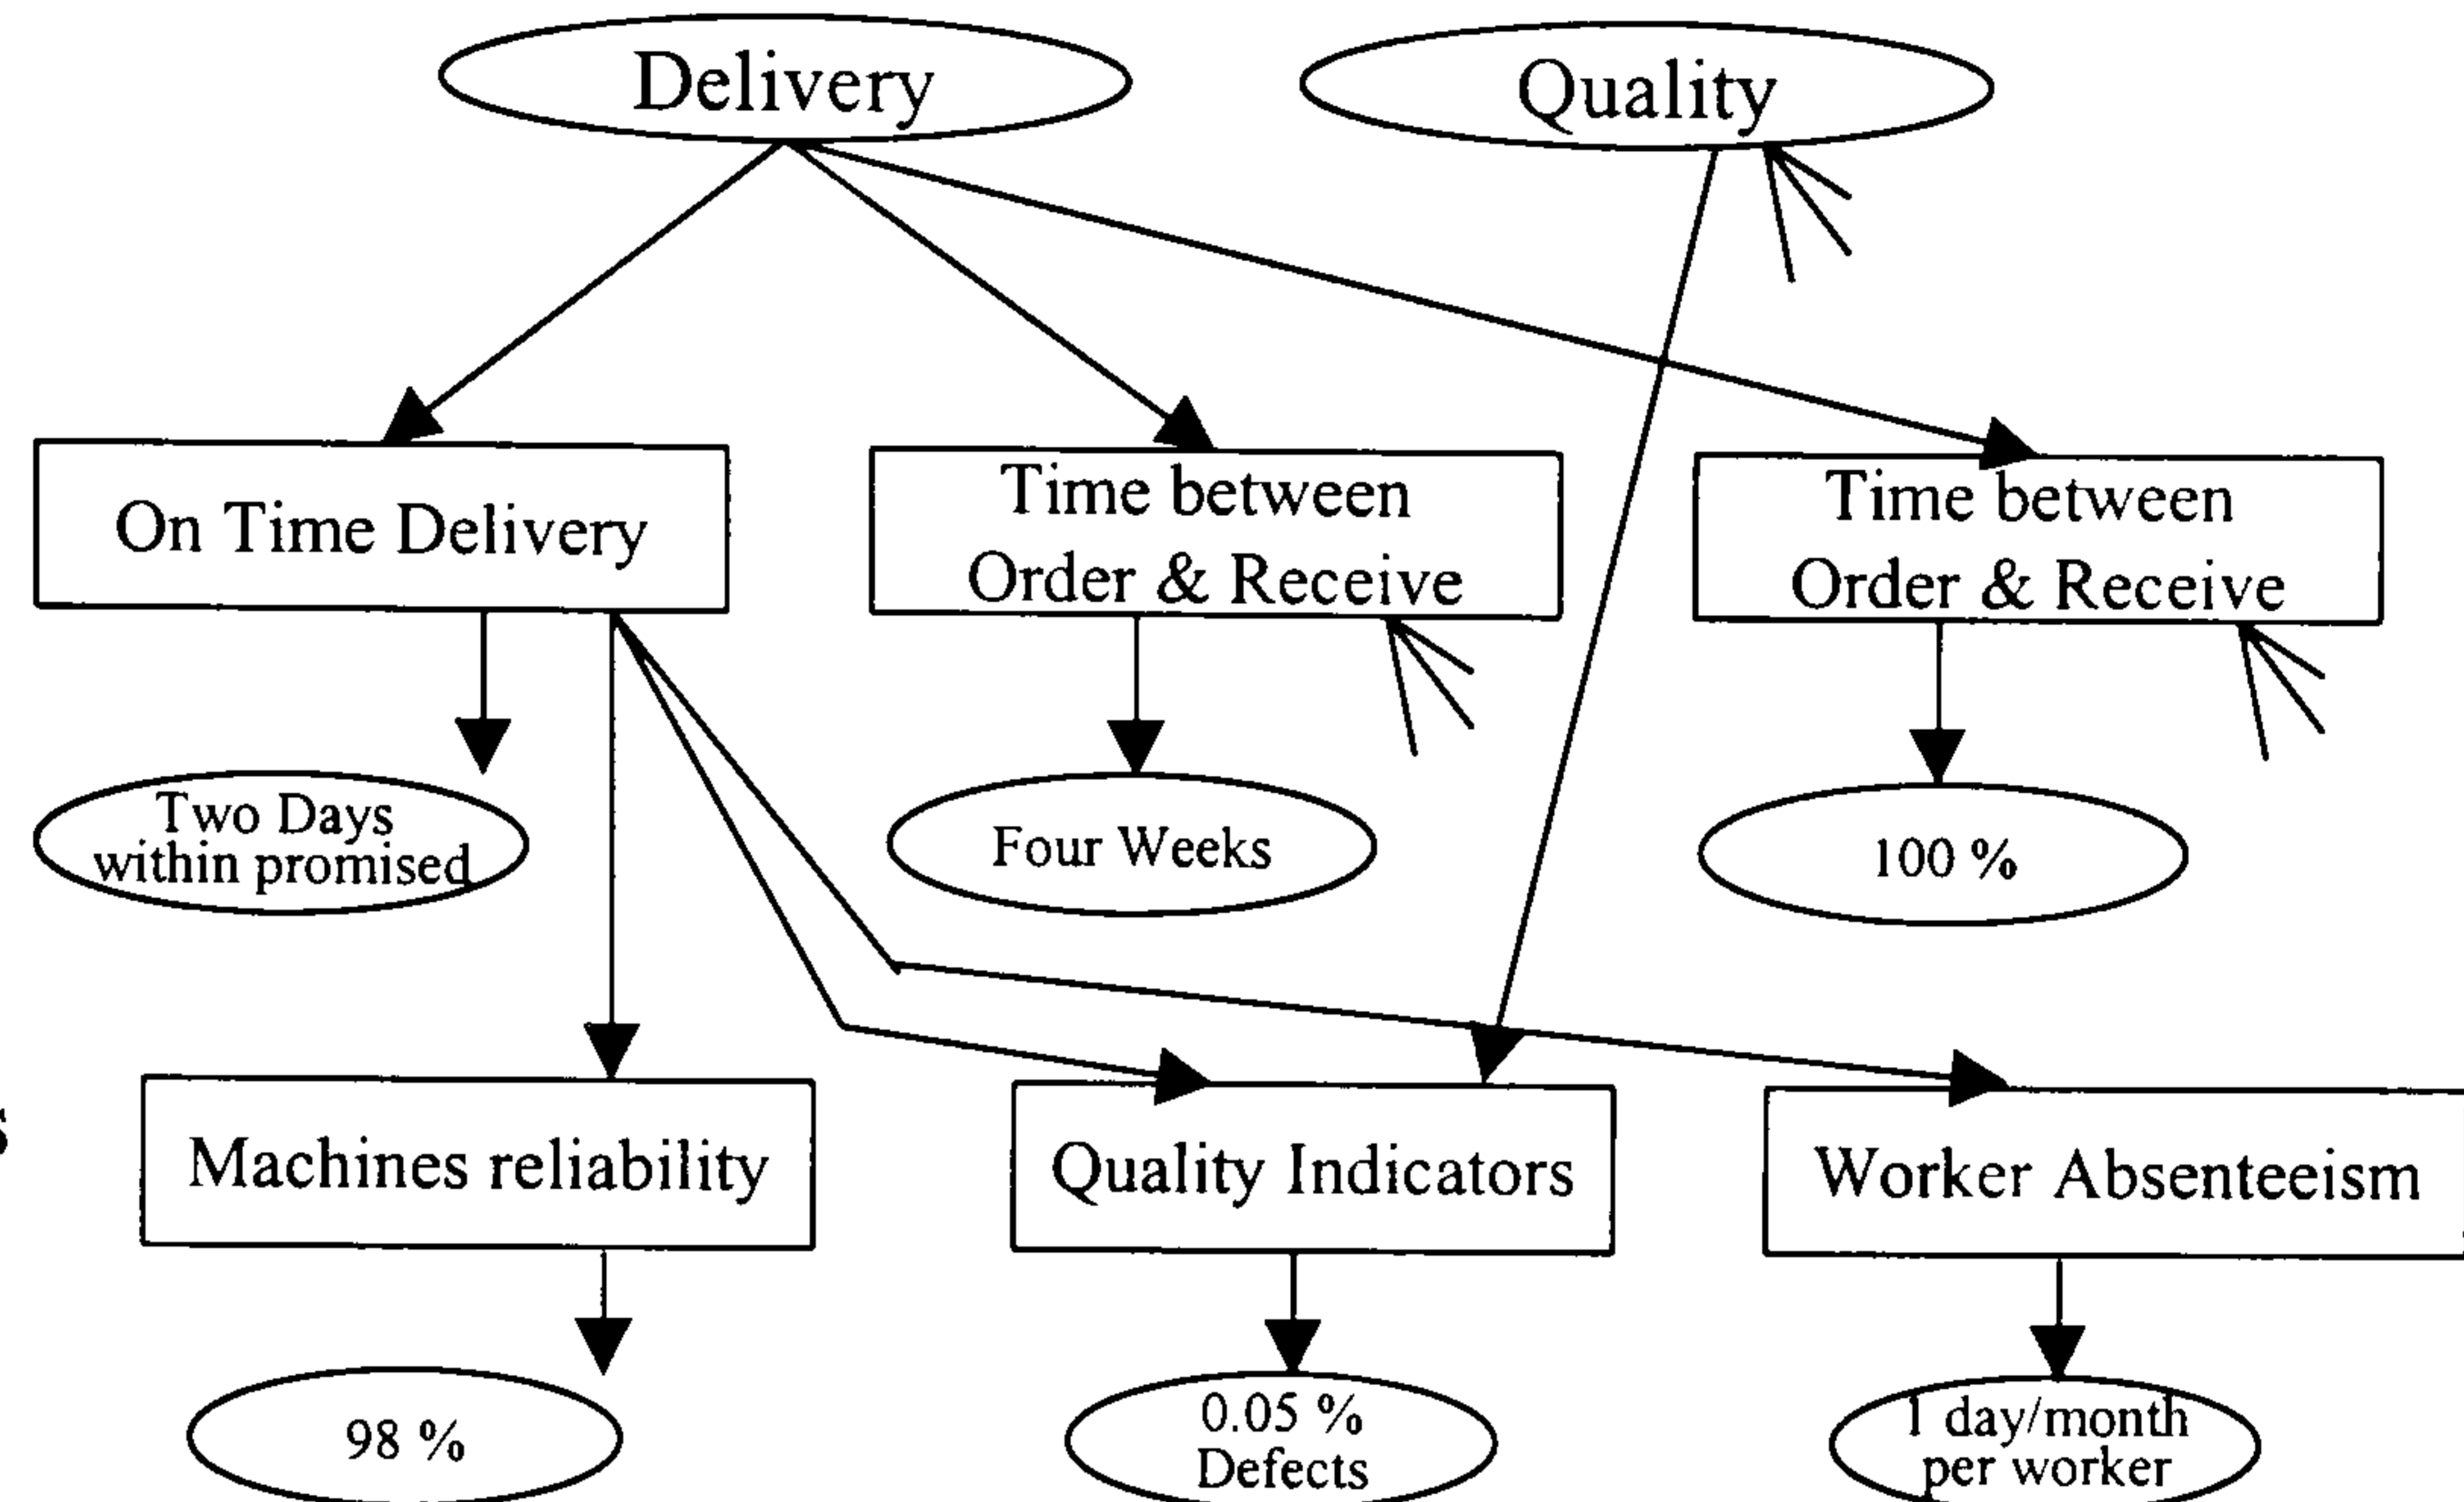 Delivery
Quality
On Time Delivery
Time between
Order & Receive
Time between
Order & Receive
Two Days
within promised
Four Weeks
100 %
Machines reliability
Quality Indicators
Worker Absenteeism
98 %
0.05 %
Defects
1 day/month
per worker